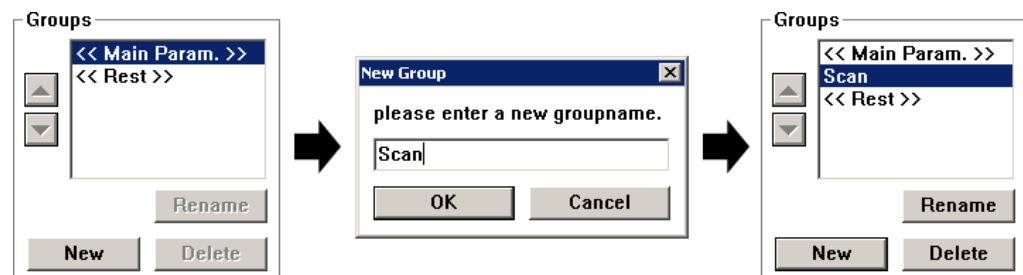 Groups
<< Main Param. >>
<< Rest >>
Rename
New
Delete
New Group
please enter a new groupname.
Scan
OK
Cancel
Groups
<< Main Param. >>
Scan
<< Rest >>
Rename
New
Delete